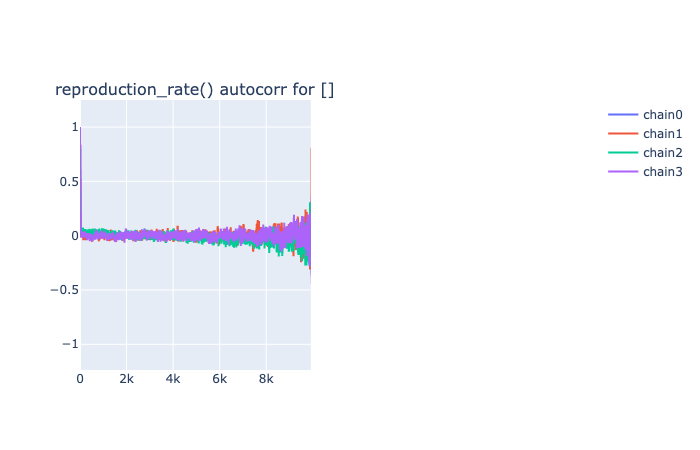 reproduction_rate() autocorr for []
1
0.5
0
−0.5
−1
0
2k
4k
6k
8k
chain0
chain1
chain2
chain3